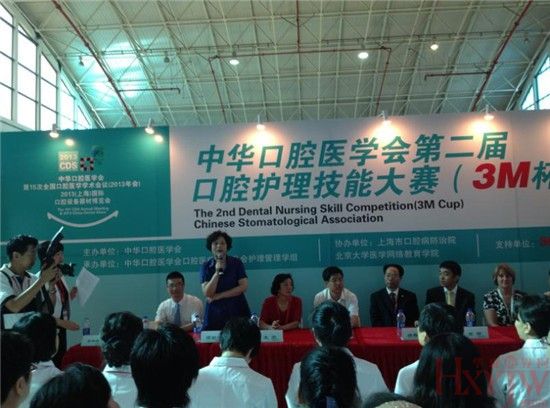 2013
CDS
中华口腔医学会
第15次全国口腔医学学术会议(2013年会)
2013(上海)国际
口腔设备器材博览会
中华口腔医学会第二届
口腔护理技能大赛（3M杯
The 2nd Dental Nursing Skill Competition(3M Cup)
Chinese Stomatological Association
主办单位：中华口腔医学会
承办单位：中华口腔医学会口腔
会护理管理学组
协办单位：上海市口腔病防治院
北京大学医学网络教育学院
支持单位：